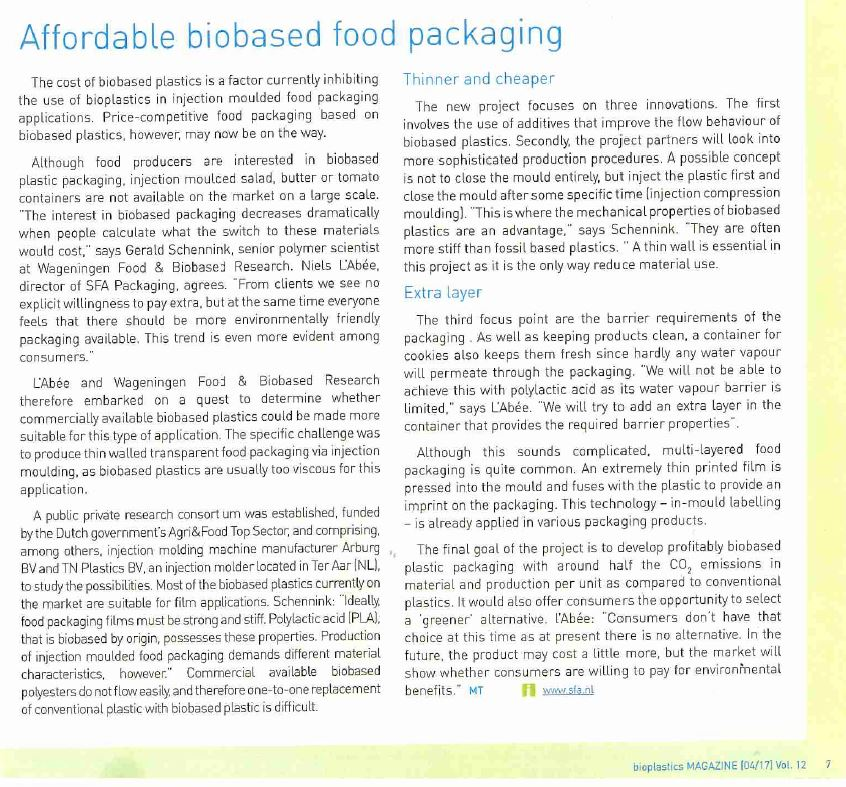 Affordable biobased food packaging
The cost of biobased plastics is a factor currently inhibiting
the use of bioplastics in injection moulded food packaging
applications. Price-competitive food packaging based on
biobased plastics, however, may now be on the way.
Although food producers are interested in biobased
plastic packaging, injection moulced salad, butter or tomato
containers are not available on the market on a large scale.
"The interest in biobased packaging decreases dramatically
when people calculate what the switch to these materials
would cost," says Gerald Schennink, senior polymer scientist
at Wageningen Food & Biobased Research. Niels L'Abée,
director of SFA Packaging, agrees. "From clients we see no
explicit willingness to pay extra, but at the same time everyone
feels that there should be more environmentally friendly
packaging available. This trend is even more evident among
consumers."
L'Abée and Wageningen Food & Biobased Research
therefore embarked on a quest to determine whether
commercially available biobased plastics could be made more
suitable for this type of application. The specific challenge was
to produce thin walled transparent food packaging via injection
moulding, as biobased plastics are usually too viscous for this
application.
A public private research consort um was established, funded
by the Dutch government's Agri&Food Top Sector, and comprising,
among others, injection molding machine manufacturer Arburg
BV and TN Plastics BV, an injection molder located in Ter Aar (NL),
to study the possibilities. Most of the biobased plastics currently on
the market are suitable for film applications. Schennink: "Ideally,
food packaging films must be strong and stiff. Polylactic acid (PLA),
that is biobased by origin, possesses these properties. Production
of injection moulded food packaging demands different material
characteristics, however." Commercial available biobased
polyesters do not flow easily, and therefore one-to-one replacement
of conventional plastic with biobased plastic is difficult.
Thinner and cheaper
The new project focuses on three innovations. The first
involves the use of additives that improve the flow behaviour of
biobased plastics. Secondly, the project partners will look into
more sophisticated production procedures. A possible concept
is not to close the mould entirely, but inject the plastic first and
close the mould after some specific time (injection compression
moulding). "This is where the mechanical properties of biobased
plastics are an advantage," says Schennink. "They are often
more stiff than fossil based plastics. " A thin wall is essential in
this project as it is the only way reduce material use.
Extra layer
The third focus point are the barrier requirements of the
packaging . As well as keeping products clean, a container for
cookies also keeps them fresh since hardly any water vapour
will permeate through the packaging. "We will not be able to
achieve this with polylactic acid as its water vapour barrier is
limited," says L'Abée. "We will try to add an extra layer in the
container that provides the required barrier properties".
Although this sounds complicated, multi-layered food
packaging is quite common. An extremely thin printed film is
pressed into the mould and fuses with the plastic to provide an
imprint on the packaging. This technology – in-mould labelling
– is already applied in various packaging products.
The final goal of the project is to develop profitably biobased
plastic packaging with around half the CO₂ emissions in
material and production per unit as compared to conventional
plastics. It would also offer consumers the opportunity to select
a 'greener' alternative. L'Abée: "Consumers don't have that
choice at this time as at present there is no alternative. In the
future, the product may cost a little more, but the market will
show whether consumers are willing to pay for environmental
benefits." MT i www.sfa.nl
bioplastics MAGAZINE [04/17] Vol. 12 7